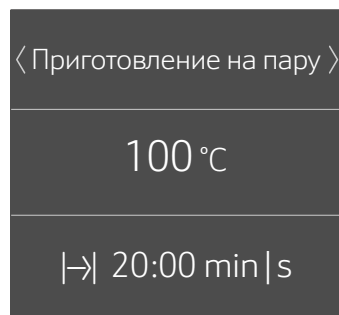 〈 Приготовление на пару 〉
100 °C
|→| 20:00 min|s